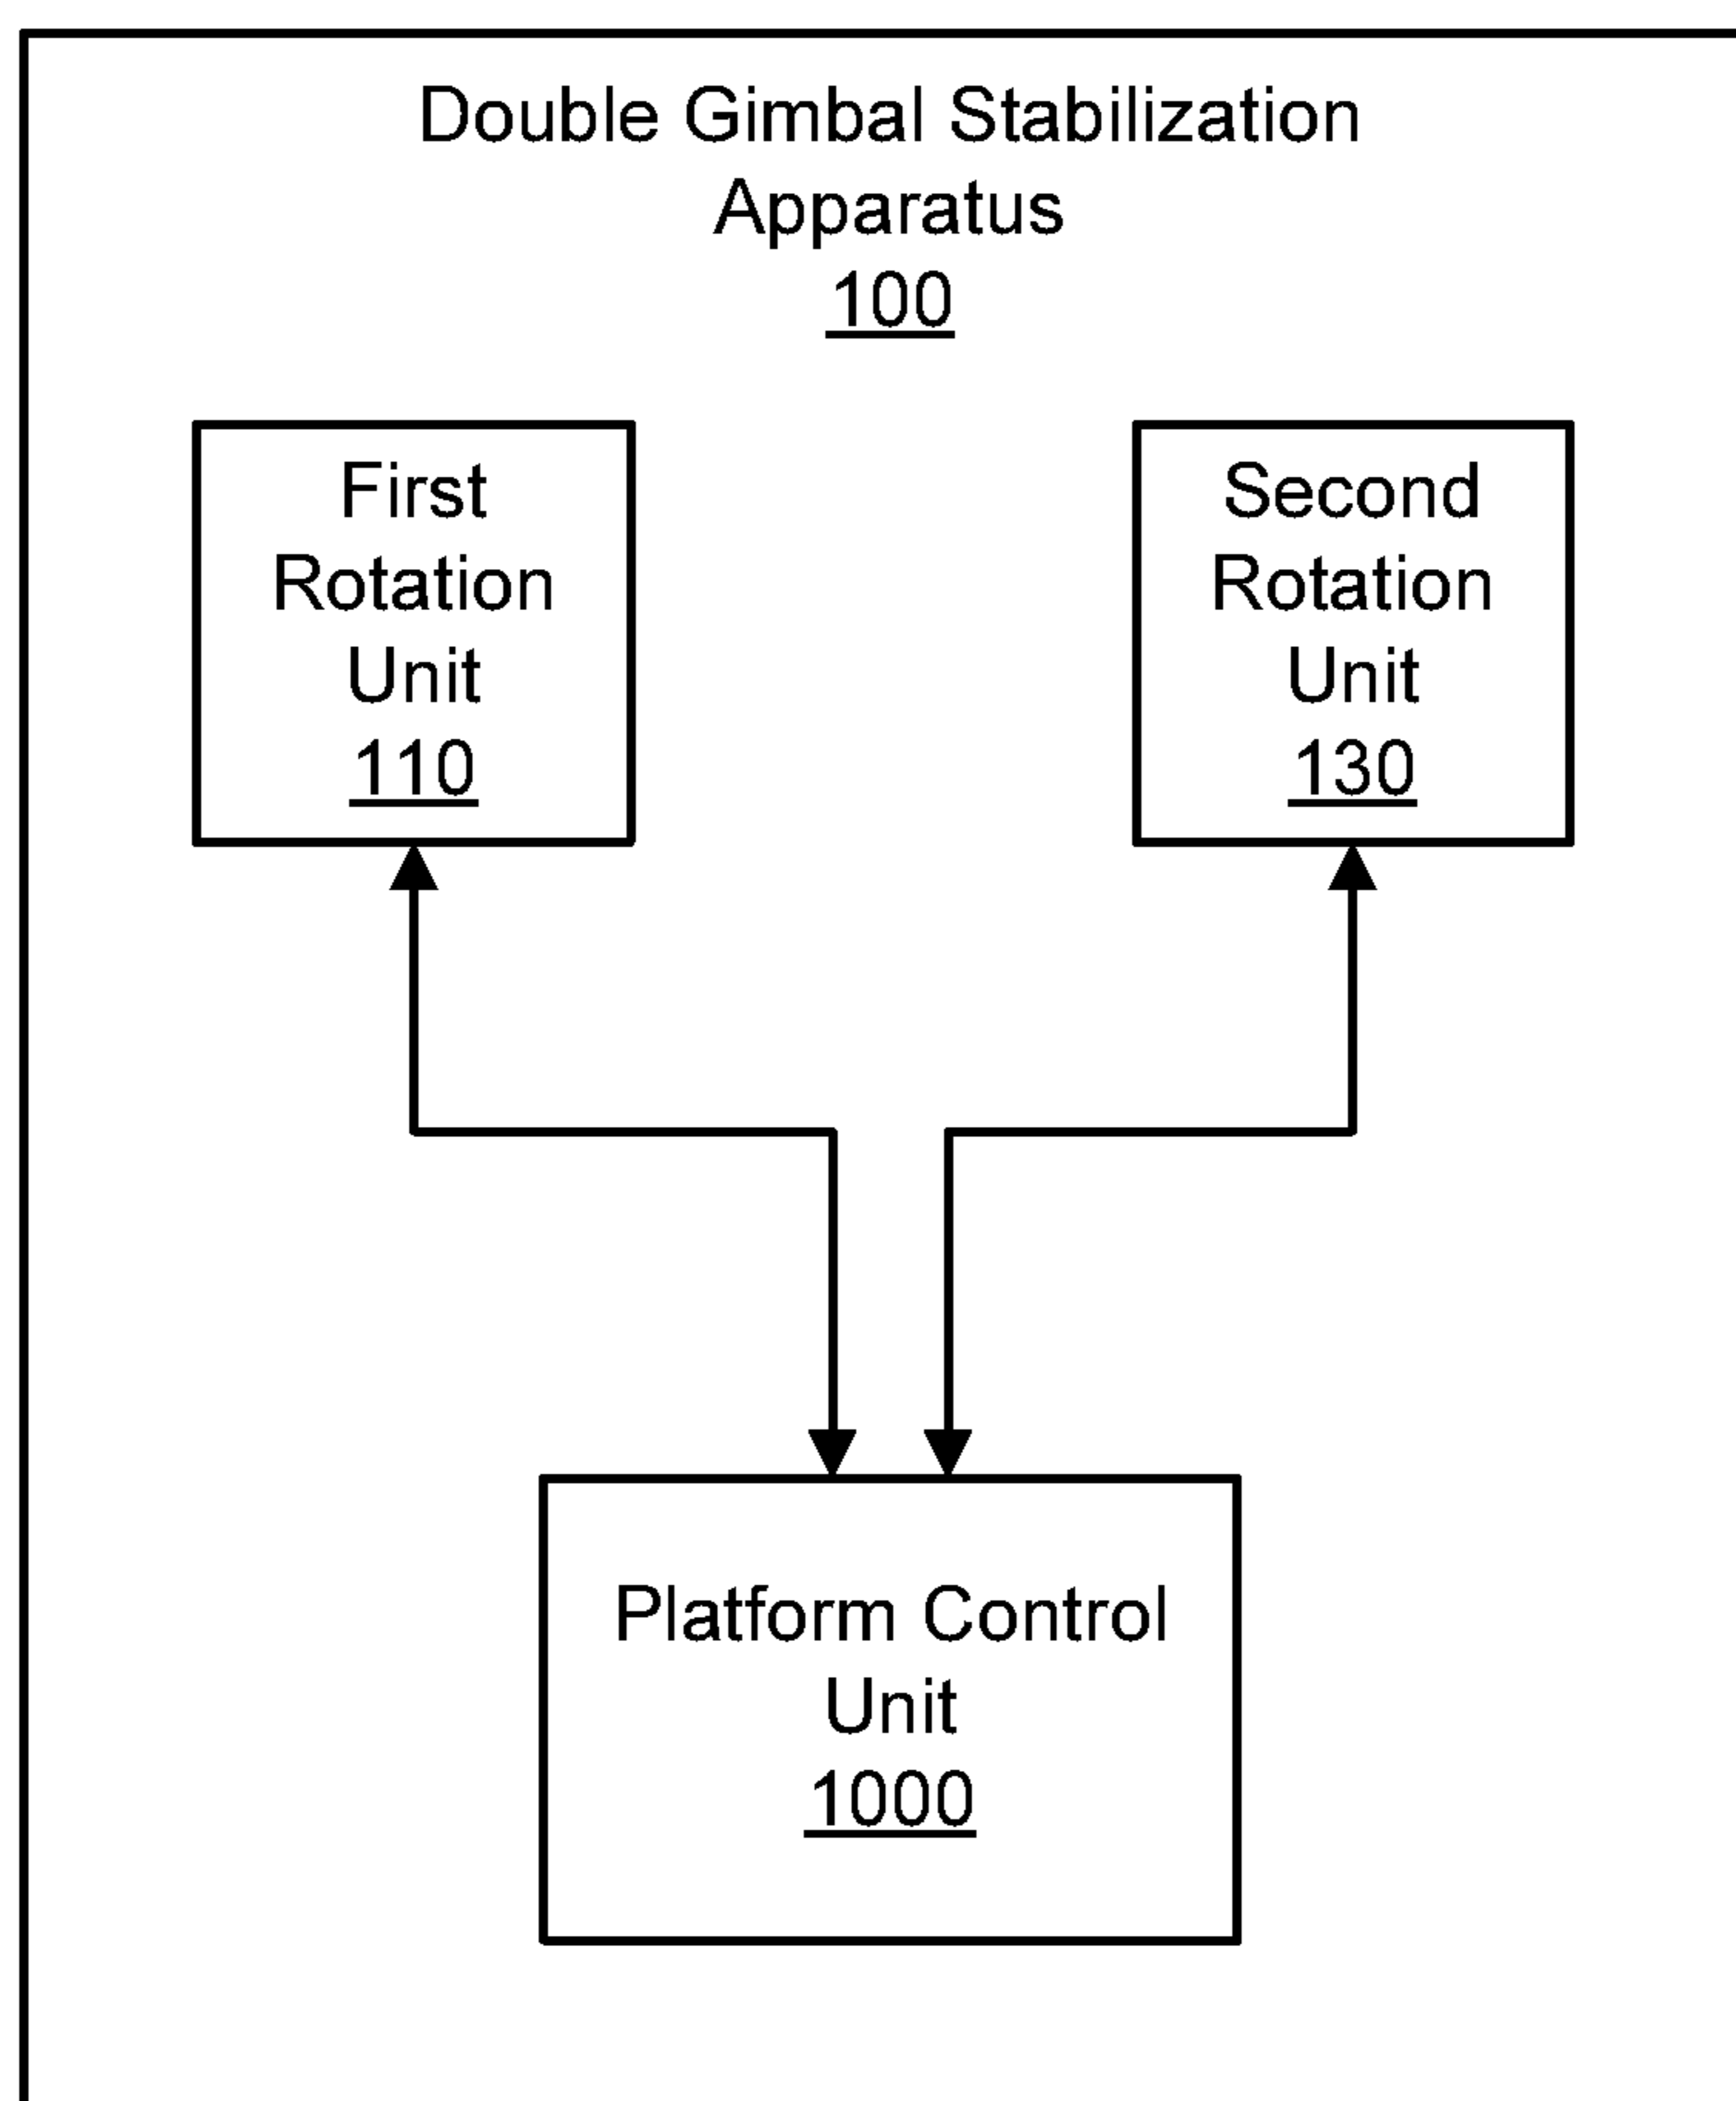 Double Gimbal Stabilization
Apparatus
100
First
Rotation
Unit
110
Second
Rotation
Unit
130
Platform Control
Unit
1000